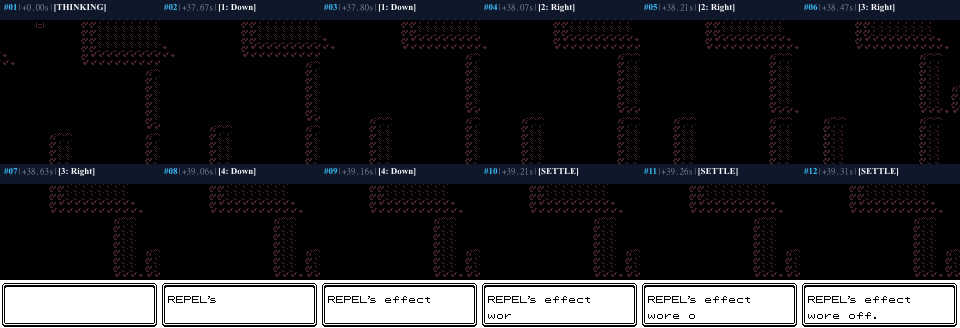 #01|+0.00s|[THINKING]
#02|+37.67s|[1: Down]
#03|+37.80s|[1: Down]
#04|+38.07s|[2: Right]
#05|+38.21s|[2: Right]
#06|+38.47s|[3: Right]
#07|+38.63s|[3: Right]
#08|+39.06s|[4: Down]
#09|+39.16s|[4: Down]
#10|+39.21s|[SETTLE]
#11|+39.26s|[SETTLE]
#12|+39.31s|[SETTLE]
REPEL's
REPEL's effect
REPEL's effect
wor
REPEL's effect
wore o
REPEL's effect
wore off.